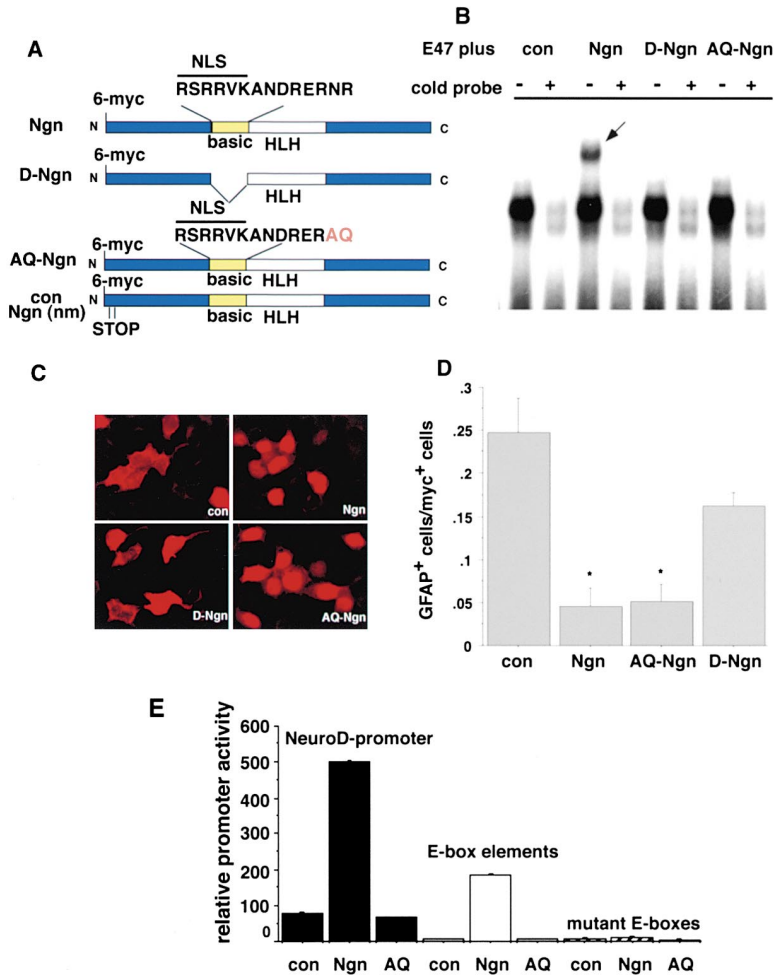 A
NLS
RSRRVKANDRERNR
6-myc
Ngn
N
C
basic
HLH
6-myc
D-Ngn
N
C
HLH
NLS
RSRRVKANDRERAQ
6-myc
AQ-Ngn
N
C
basic
HLH
6-myc
con
Ngn (nm)
N
C
STOP
basic
HLH
B
E47 plus con Ngn D-Ngn AQ-Ngn
cold probe - + - + - + - +
C
con
Ngn
D-Ngn
AQ-Ngn
D
GFAP+ cells/myc+ cells
.3
.25
.2
.15
.1
.05
0
*
*
con Ngn AQ-Ngn D-Ngn
E
relative promoter activity
600
500
400
300
200
100
0
NeuroD-promoter
E-box elements
mutant E-boxes
con Ngn AQ con Ngn AQ con Ngn AQ